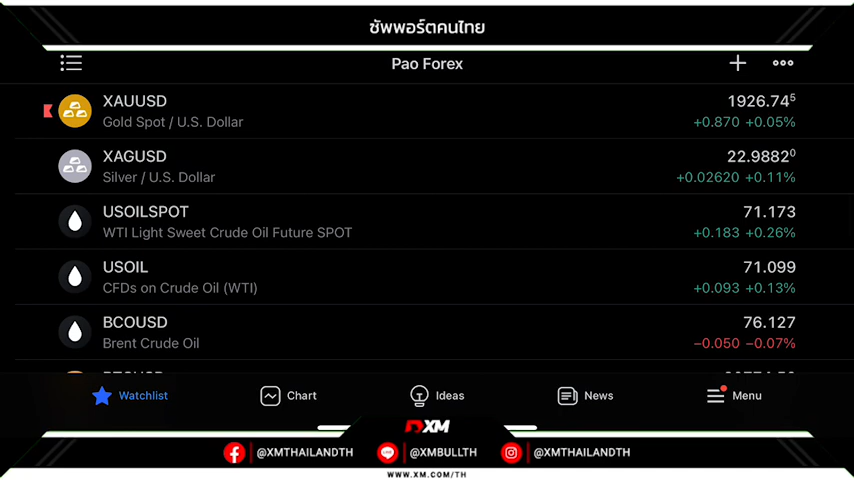 ซัพพอร์ตคนไทย
Pao Forex
XAUUSD 1926.74⁵
Gold Spot / U.S. Dollar +0.870 +0.05%
XAGUSD 22.9882⁰
Silver / U.S. Dollar +0.02620 +0.11%
USOILSPOT 71.173
WTI Light Sweet Crude Oil Future SPOT +0.183 +0.26%
USOIL 71.099
CFDs on Crude Oil (WTI) +0.093 +0.13%
BCOUSD 76.127
Brent Crude Oil −0.050 −0.07%
Watchlist Chart Ideas News Menu
XM
@XMTHAILANDTH @XMBULLTH @XMTHAILANDTH
WWW.XM.COM/TH